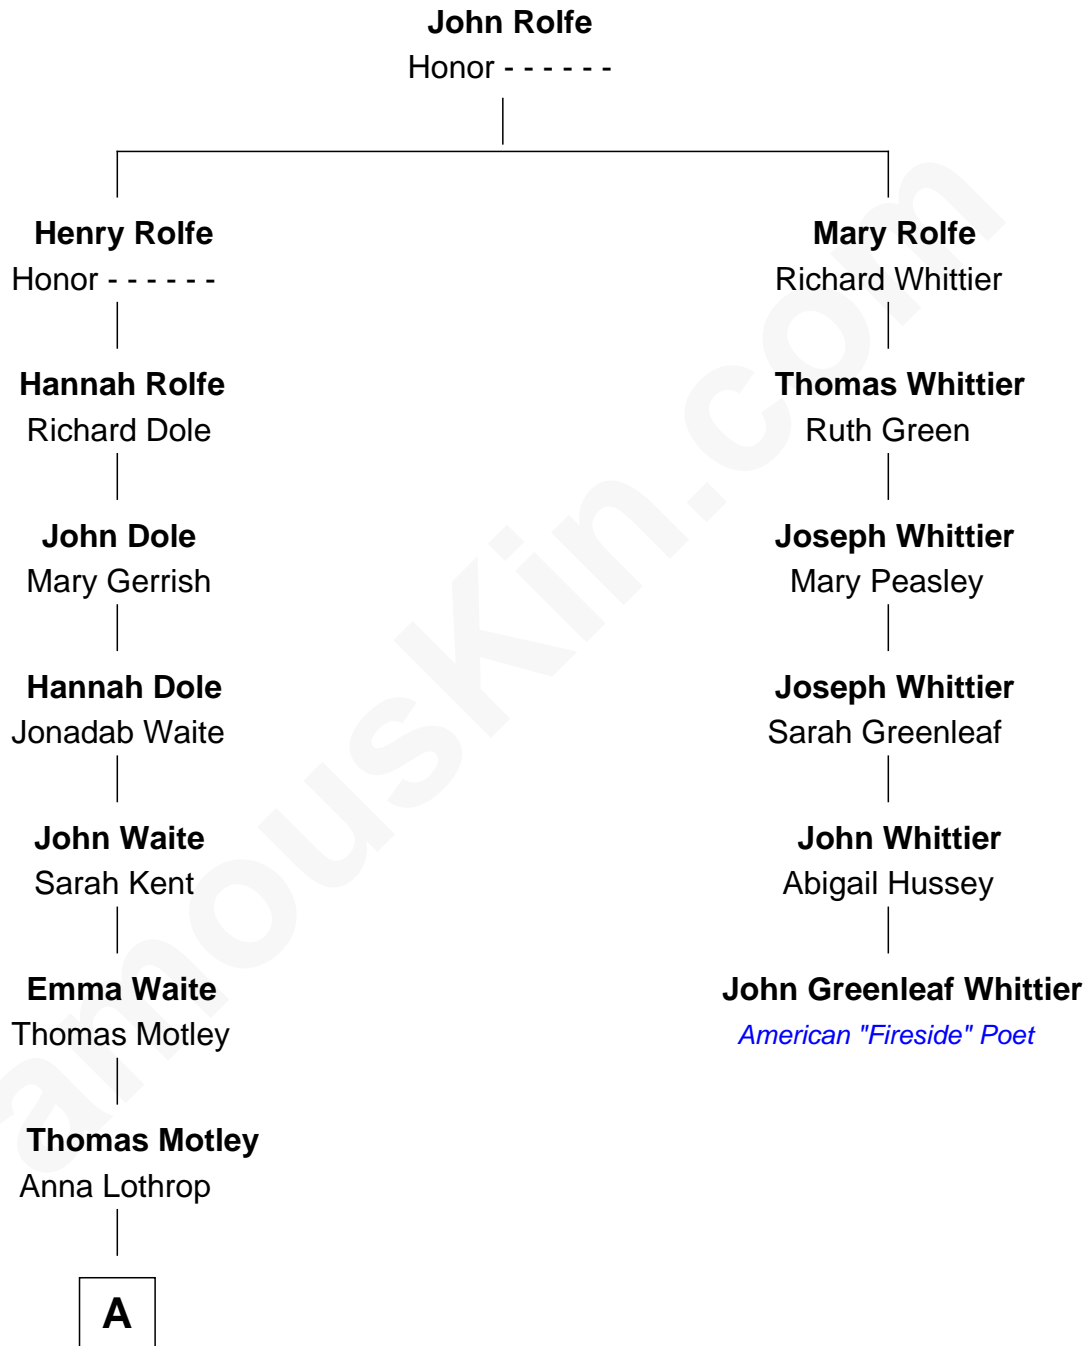 John Rolfe
Honor - - - - - -
Henry Rolfe
Honor - - - - - -
Mary Rolfe
Richard Whittier
Hannah Rolfe
Richard Dole
Thomas Whittier
Ruth Green
John Dole
Mary Gerrish
Joseph Whittier
Mary Peasley
Hannah Dole
Jonadab Waite
Joseph Whittier
Sarah Greenleaf
John Waite
Sarah Kent
John Whittier
Abigail Hussey
Emma Waite
Thomas Motley
John Greenleaf Whittier
American "Fireside" Poet
Thomas Motley
Anna Lothrop
A
amousKin.com